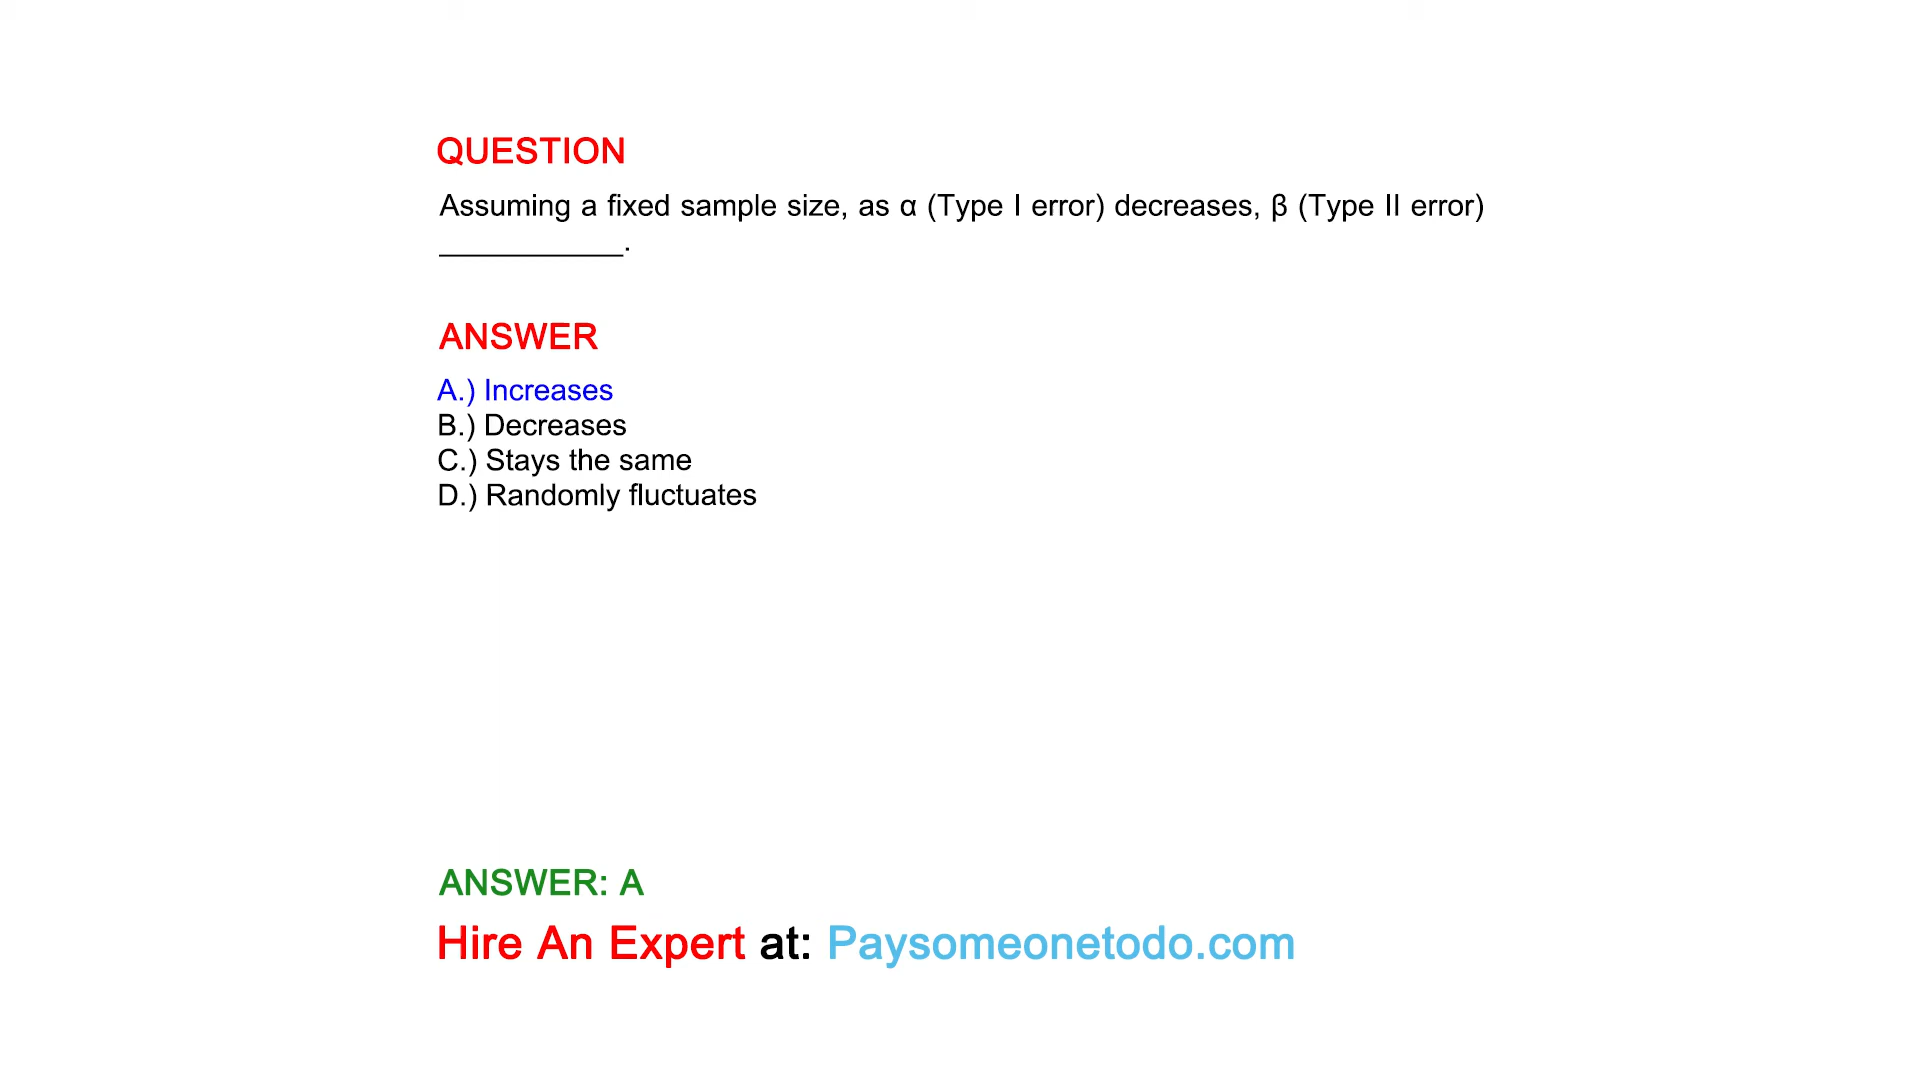 QUESTION
Assuming a fixed sample size, as α (Type I error) decreases, β (Type II error)
___________.
ANSWER
A.) Increases
B.) Decreases
C.) Stays the same
D.) Randomly fluctuates
ANSWER: A
Hire An Expert at: Paysomeonetodo.com